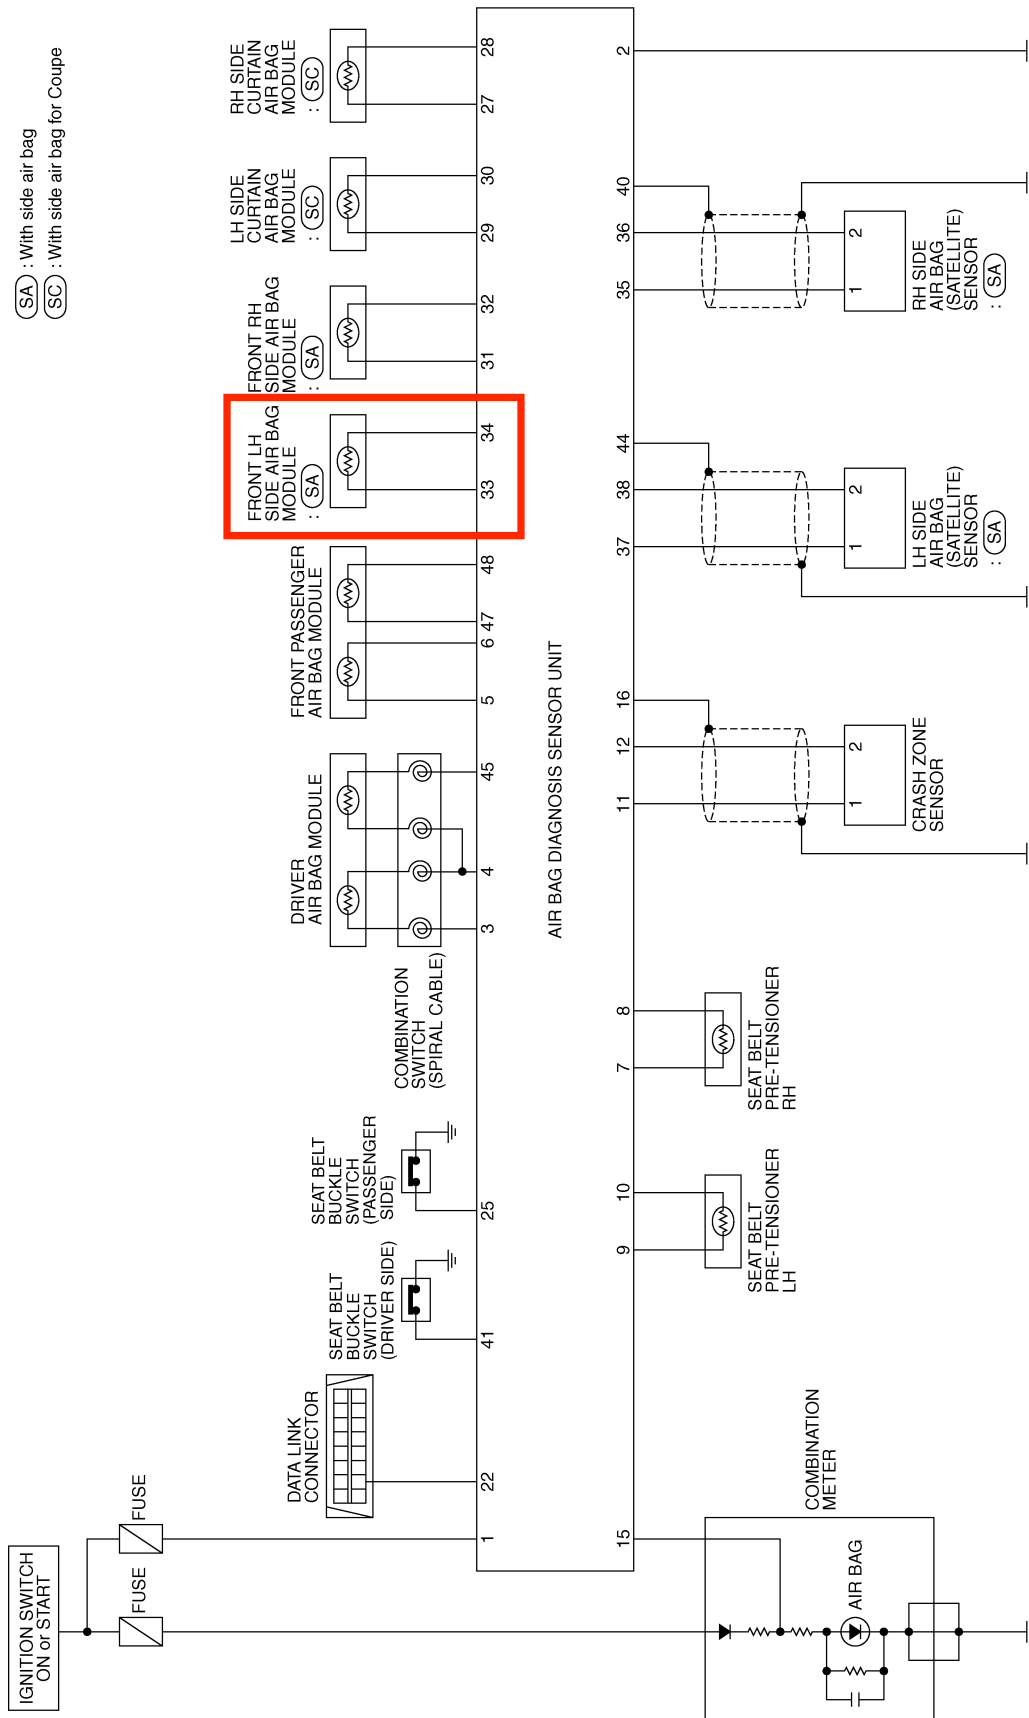 SA : With side air bag
SC : With side air bag for Coupe
IGNITION SWITCH
ON or START
FUSE
FUSE
DATA LINK
CONNECTOR
SEAT BELT
BUCKLE
SWITCH
(DRIVER SIDE)
SEAT BELT
BUCKLE
SWITCH
(PASSENGER
SIDE)
COMBINATION
SWITCH
(SPIRAL CABLE)
DRIVER
AIR BAG MODULE
FRONT PASSENGER
AIR BAG MODULE
FRONT LH
SIDE AIR BAG
MODULE
: SA
FRONT RH
SIDE AIR BAG
MODULE
: SA
LH SIDE
CURTAIN
AIR BAG
MODULE
: SC
RH SIDE
CURTAIN
AIR BAG
MODULE
: SC
1
22
41
25
3
4
45
5
6
47
48
33
34
31
32
29
30
27
28
AIR BAG DIAGNOSIS SENSOR UNIT
15
9
10
7
8
11
12
16
37
38
44
35
36
40
2
SEAT BELT
PRE-TENSIONER
LH
SEAT BELT
PRE-TENSIONER
RH
1
2
CRASH ZONE
SENSOR
1
2
LH SIDE
AIR BAG
(SATELLITE)
SENSOR
: SA
1
2
RH SIDE
AIR BAG
(SATELLITE)
SENSOR
: SA
COMBINATION
METER
AIR BAG